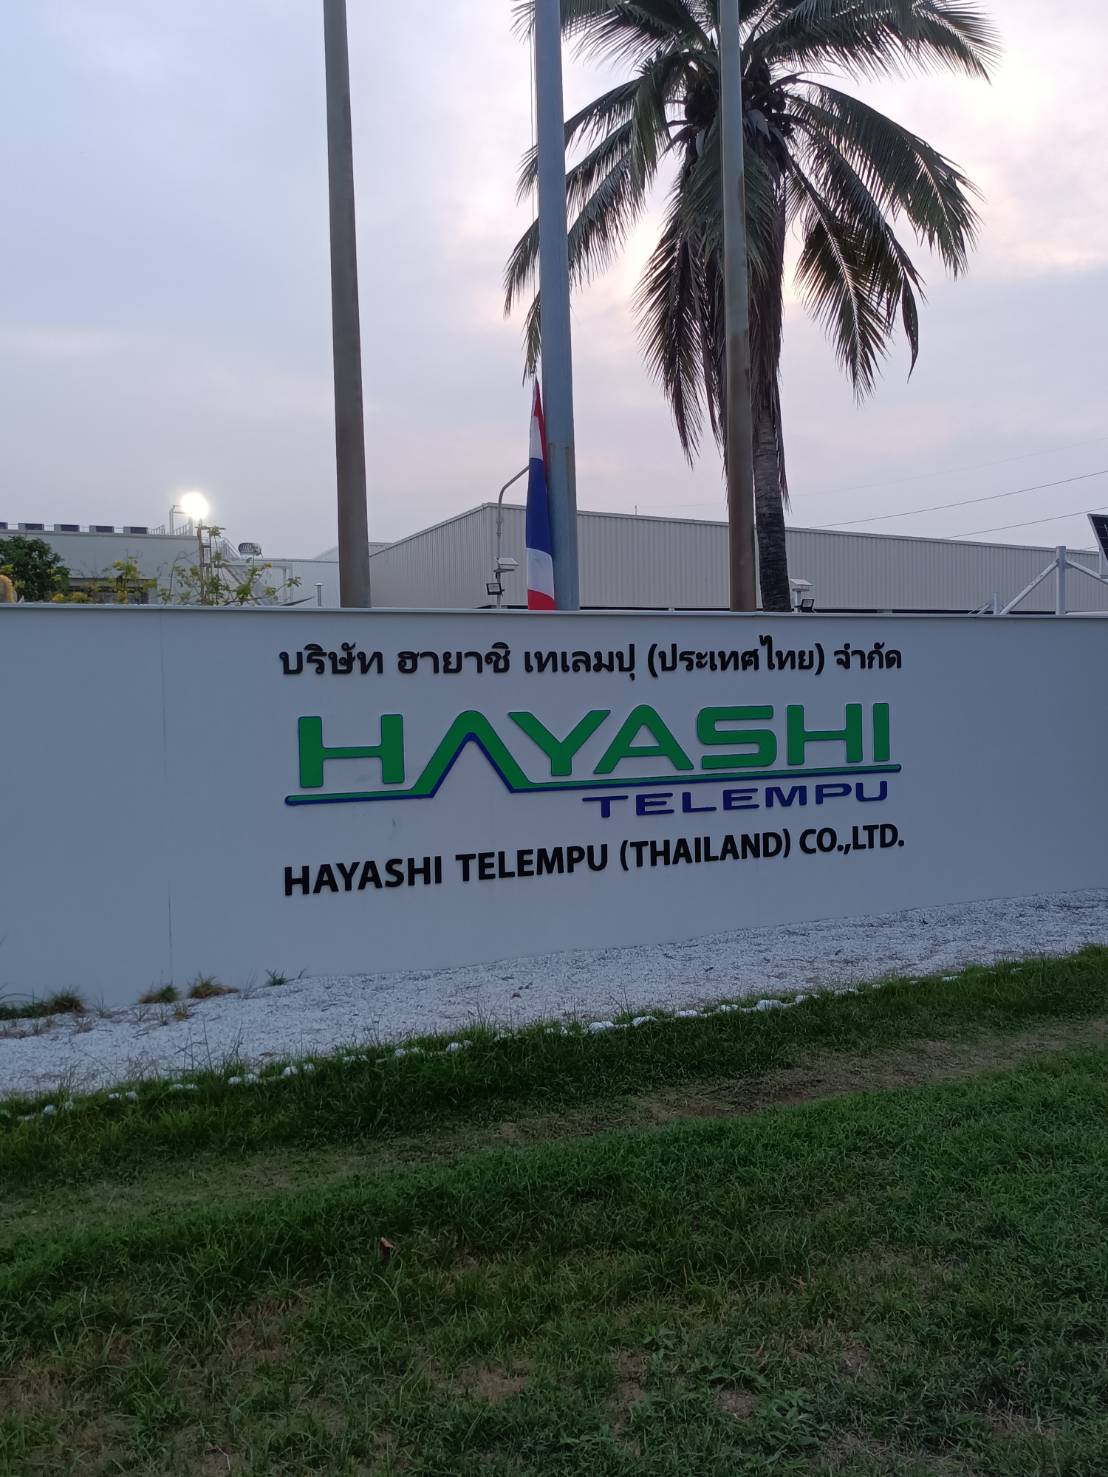 บริษัท ฮายาชิ เทเลมปุ (ประเทศไทย) จำกัด
HAYASHI
TELEMPU
HAYASHI TELEMPU (THAILAND) CO.,LTD.